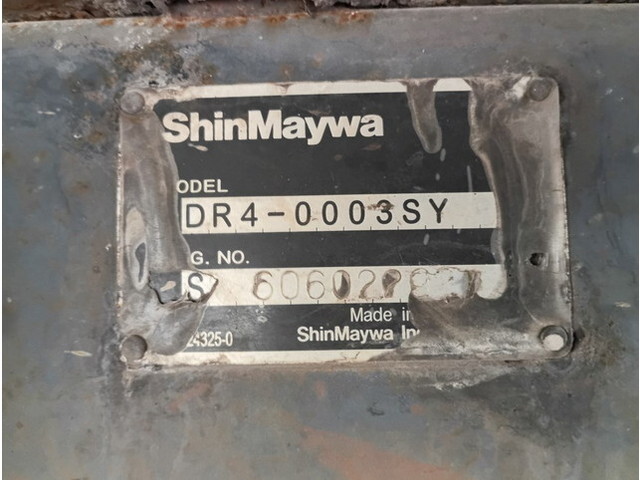 ShinMaywa
ODEL
DR4-0003SY
G. NO.
S
Made in
24325-0
ShinMaywa In